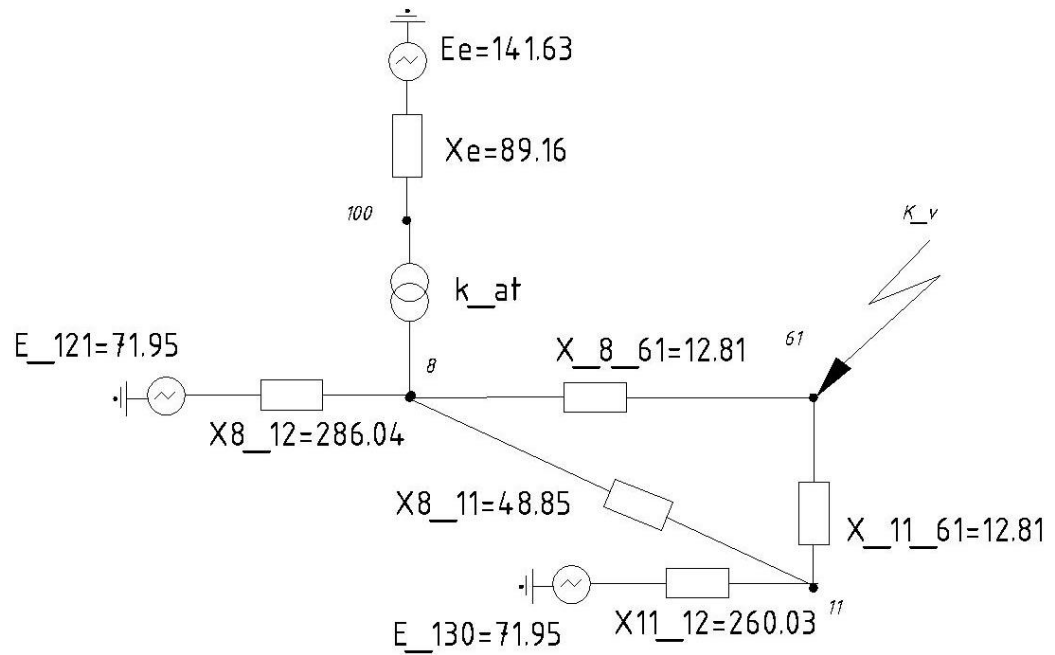 Ee=141.63
Xe=89.16
100
K_v
k_at
E_121=71.95
8
X_8_61=12.81
61
X8_12=286.04
X8_11=48.85
X_11_61=12.81
11
X11_12=260.03
E_130=71.95